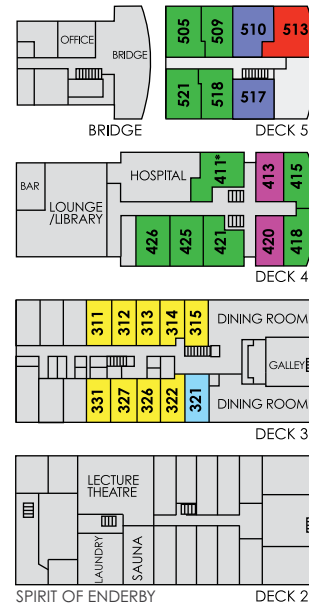 505 509 510 513
OFFICE
BRIDGE
521 518 517
BRIDGE DECK 5
HOSPITAL 411* 413 415
BAR
LOUNGE
/LIBRARY
426 425 421 420 418
DECK 4
311 312 313 314 315
DINING ROOM
GALLEY
331 327 326 322 321
DINING ROOM
DECK 3
LECTURE
THEATRE
LAUNDRY SAUNA
SPIRIT OF ENDERBY DECK 2